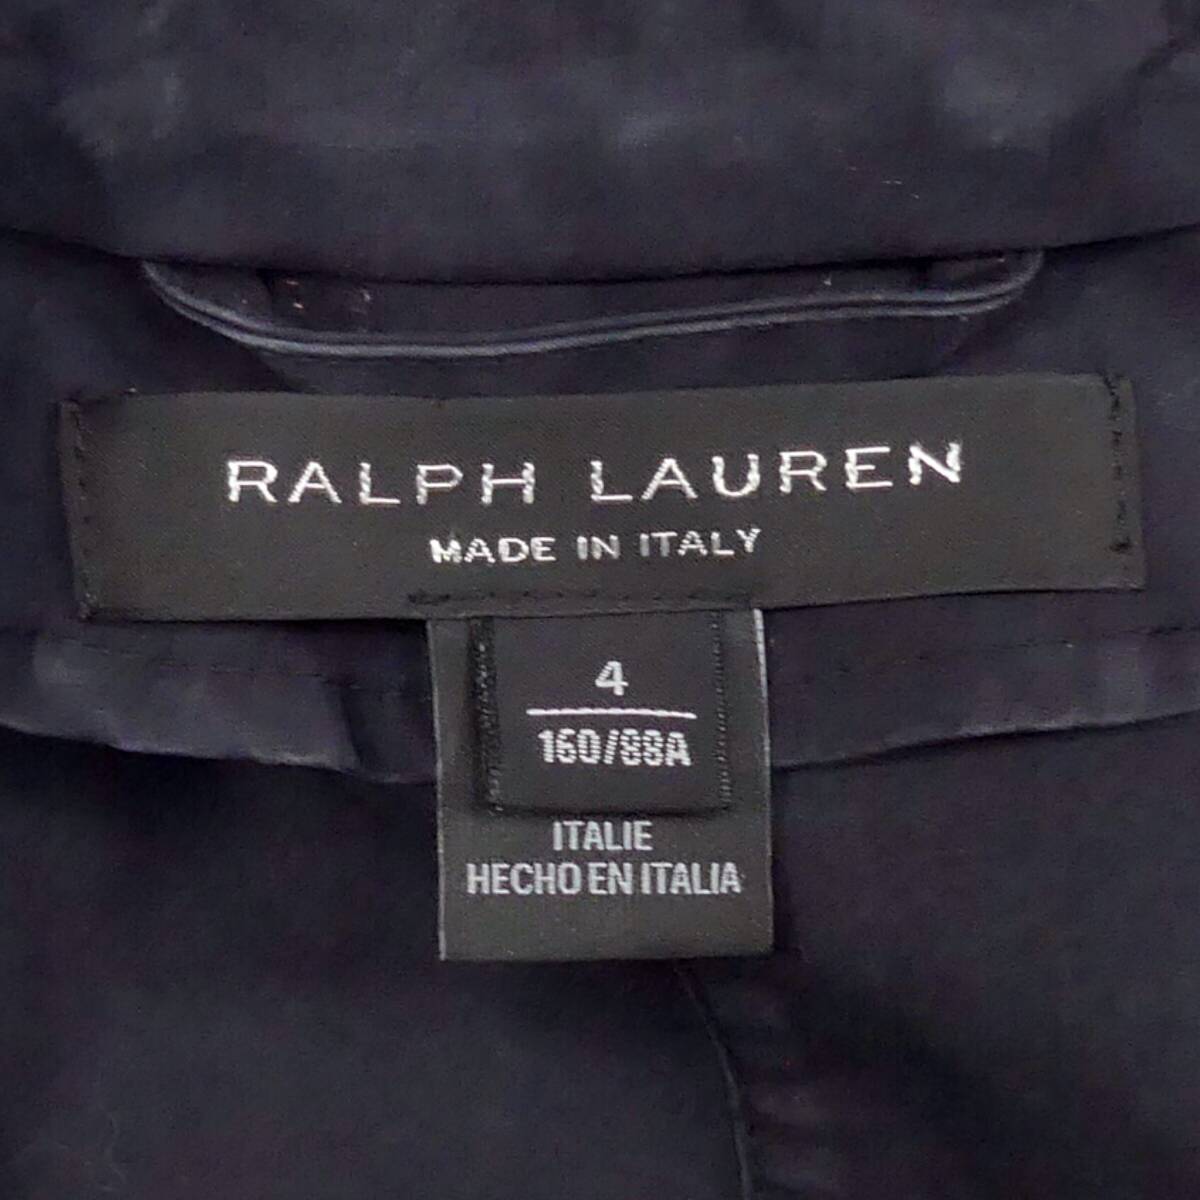 RALPH LAUREN
MADE IN ITALY
4
160/88A
ITALIE
HECHO EN ITALIA